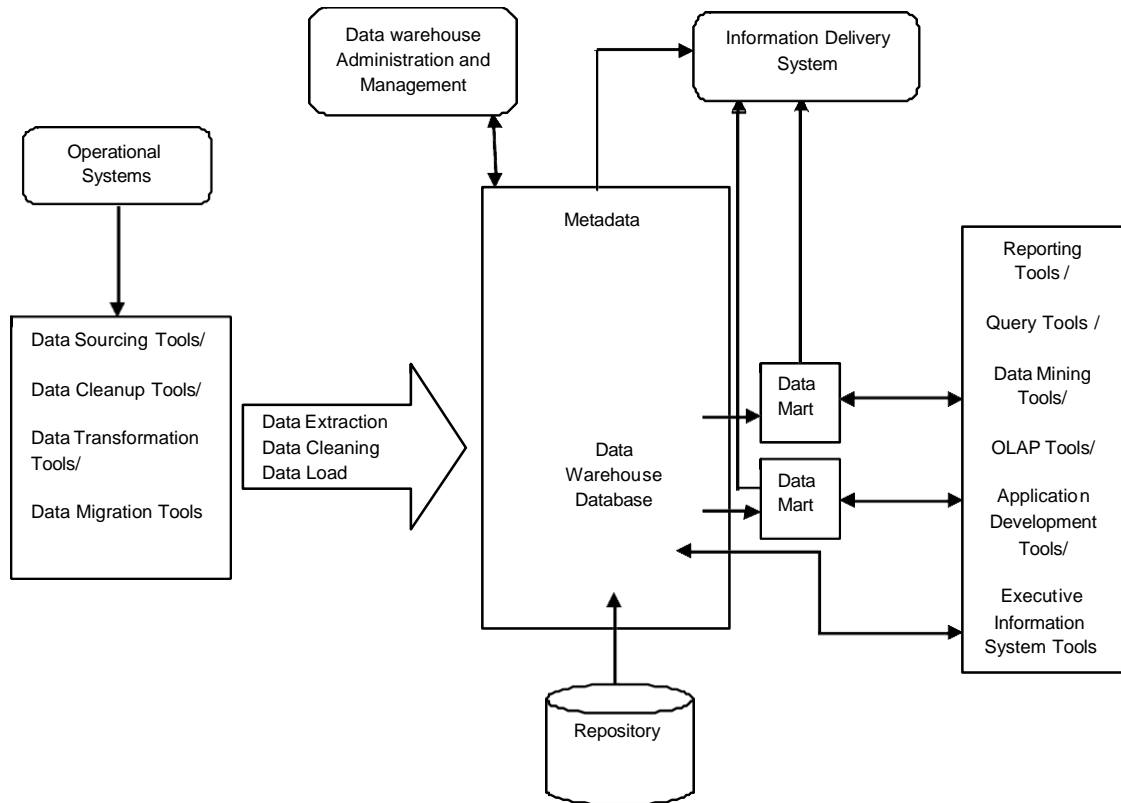 Data warehouse
Administration and
Management
Information Delivery
System
Operational
Systems
Metadata
Data Sourcing Tools/
Data Cleanup Tools/
Data Transformation
Tools/
Data Migration Tools
Data Extraction
Data Cleaning
Data Load
Data
Warehouse
Database
Data
Mart
Data
Mart
Reporting
Tools /
Query Tools /
Data Mining
Tools/
OLAP Tools/
Application
Development
Tools/
Executive
Information
System Tools
Repository